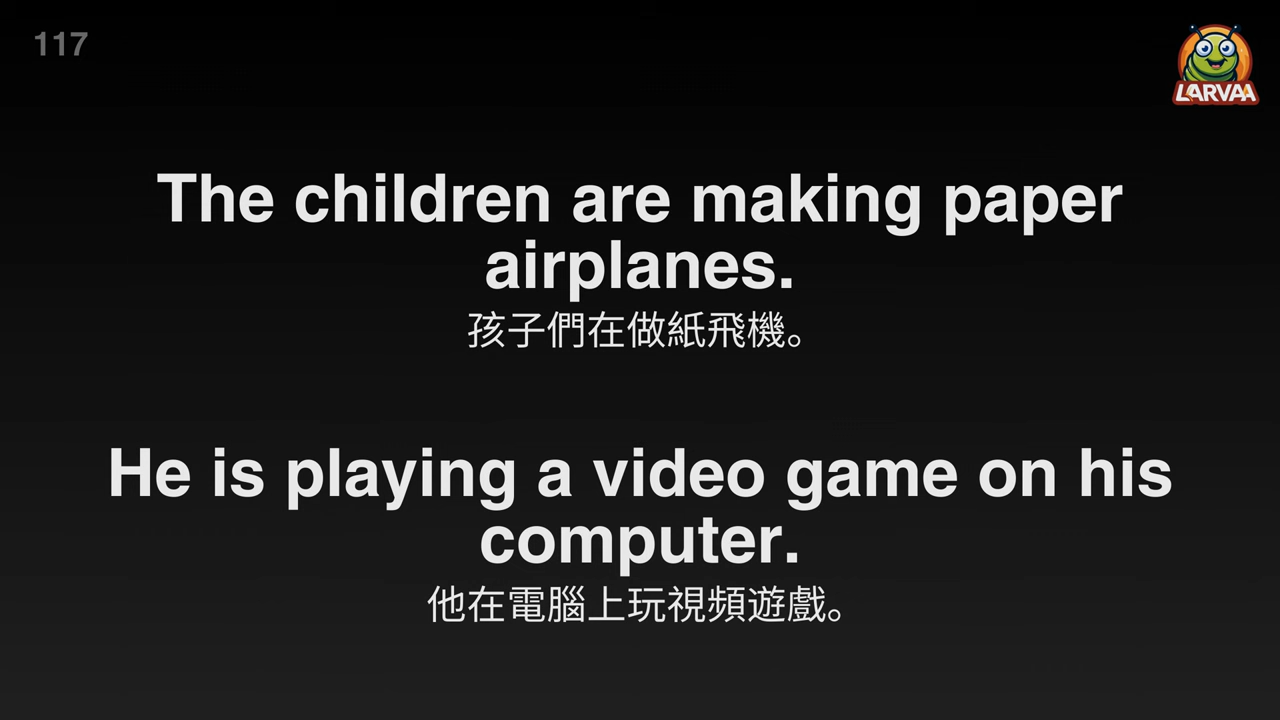 117
LARVAA
The children are making paper
airplanes.
孩子們在做紙飛機。
He is playing a video game on his
computer.
他在電腦上玩視頻遊戲。